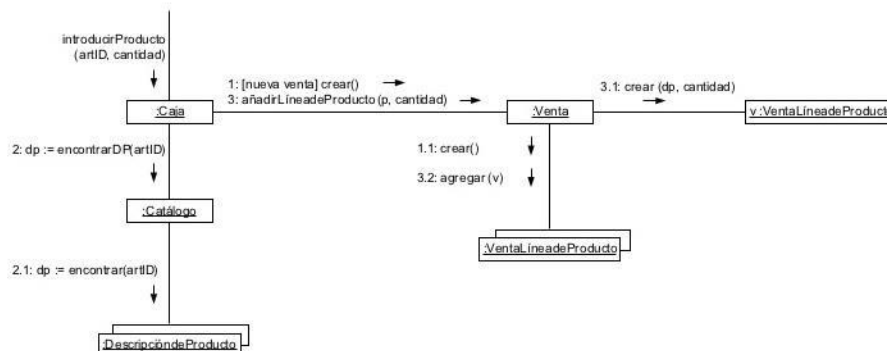 introducirProducto
(artID, cantidad)
1: [nueva venta] crear()
3: añadirLíneadeProducto(p, cantidad)
3.1: crear (dp, cantidad)
:Caja
:Venta
v :VentaLíneadeProducto
2: dp := encontrarDP(artID)
1.1: crear()
3.2: agregar (v)
:Catálogo
:VentaLíneadeProducto
2.1: dp := encontrar(artID)
:DescripcióndeProducto